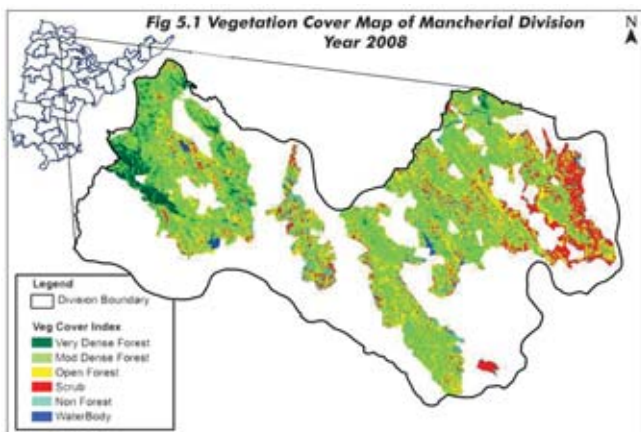 Fig 5.1 Vegetation Cover Map of Mancherial Division
Year 2008
N
Legend
Division Boundary
Veg Cover Index
Very Dense Forest
Mod Dense Forest
Open Forest
Scrub
Non Forest
WaterBody